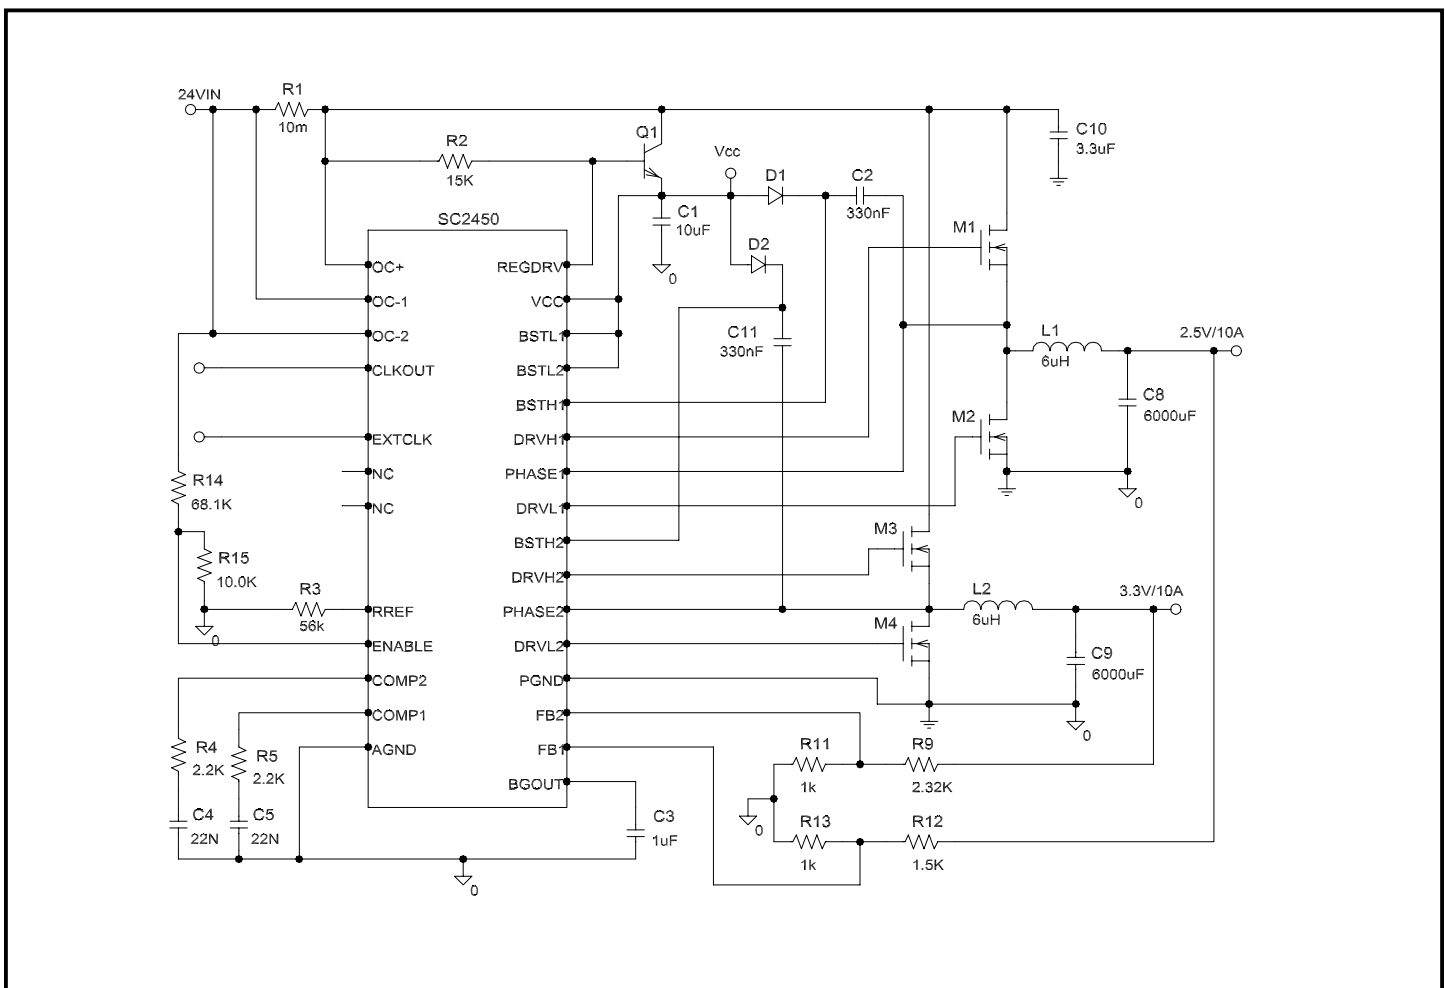 24VIN
R1
10m
R2
15K
Q1
Vcc
D1
C2
330nF
C10
3.3uF
SC2450
C1
10uF
0
D2
M1
OC+
REGDRV
OC-1
VCC
OC-2
BSTL1
C11
330nF
L1
6uH
2.5V/10A
CLKOUT
BSTL2
BSTH1
C8
6000uF
M2
EXTCLK
DRVH1
NC
PHASE1
R14
68.1K
0
NC
DRVL1
M3
BSTH2
R15
10.0K
DRVH2
R3
56k
RREF
PHASE2
L2
6uH
3.3V/10A
0
M4
ENABLE
DRVL2
C9
6000uF
COMP2
PGND
COMP1
FB2
0
R4
2.2K
R5
2.2K
AGND
FB1
R11
1k
R9
2.32K
BGOUT
C4
22N
C5
22N
C3
1uF
0
R13
1k
R12
1.5K
0